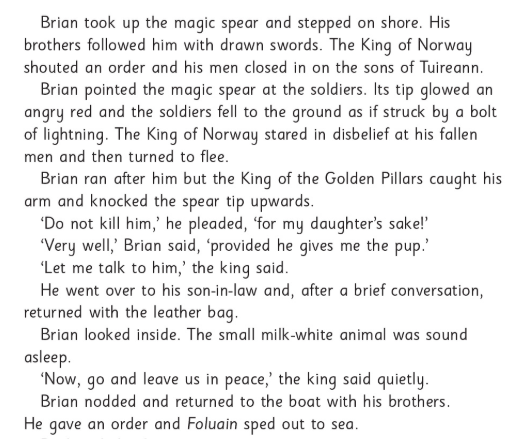 Brian took up the magic spear and stepped on shore. His
brothers followed him with drawn swords. The King of Norway
shouted an order and his men closed in on the sons of Tuireann.
Brian pointed the magic spear at the soldiers. Its tip glowed an
angry red and the soldiers fell to the ground as if struck by a bolt
of lightning. The King of Norway stared in disbelief at his fallen
men and then turned to flee.
Brian ran after him but the King of the Golden Pillars caught his
arm and knocked the spear tip upwards.
‘Do not kill him,’ he pleaded, ‘for my daughter’s sake!’
‘Very well,’ Brian said, ‘provided he gives me the pup.’
‘Let me talk to him,’ the king said.
He went over to his son-in-law and, after a brief conversation,
returned with the leather bag.
Brian looked inside. The small milk-white animal was sound
asleep.
‘Now, go and leave us in peace,’ the king said quietly.
Brian nodded and returned to the boat with his brothers.
He gave an order and Foluain sped out to sea.